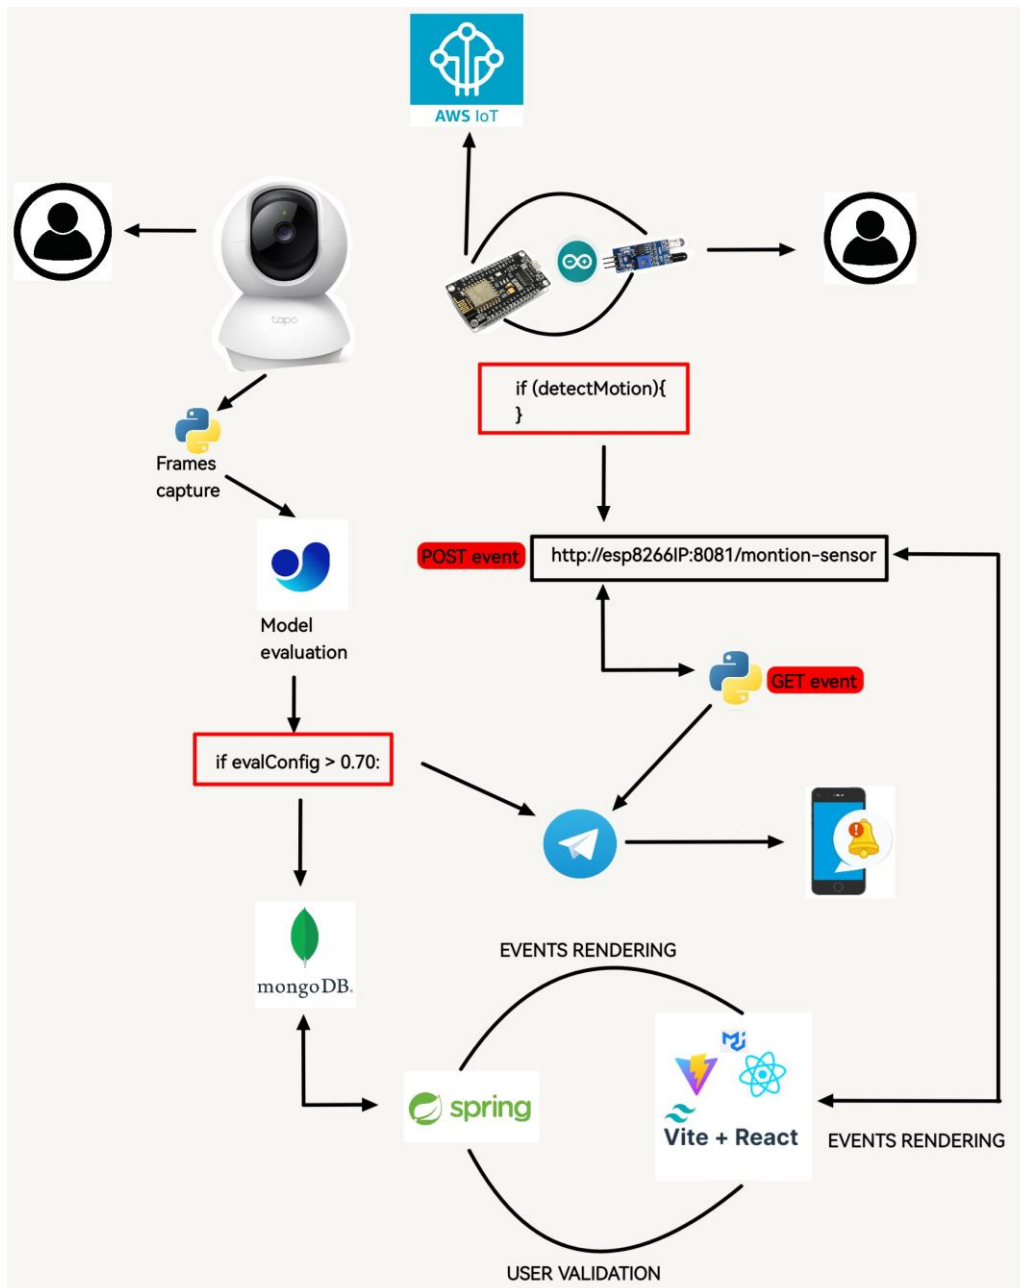 AWS IoT
tapo
if (detectMotion){
}
Frames
capture
POST event
http://esp8266IP:8081/montion-sensor
Model
evaluation
GET event
if evalConfig > 0.70:
mongoDB.
EVENTS RENDERING
spring
Vite + React
EVENTS RENDERING
USER VALIDATION